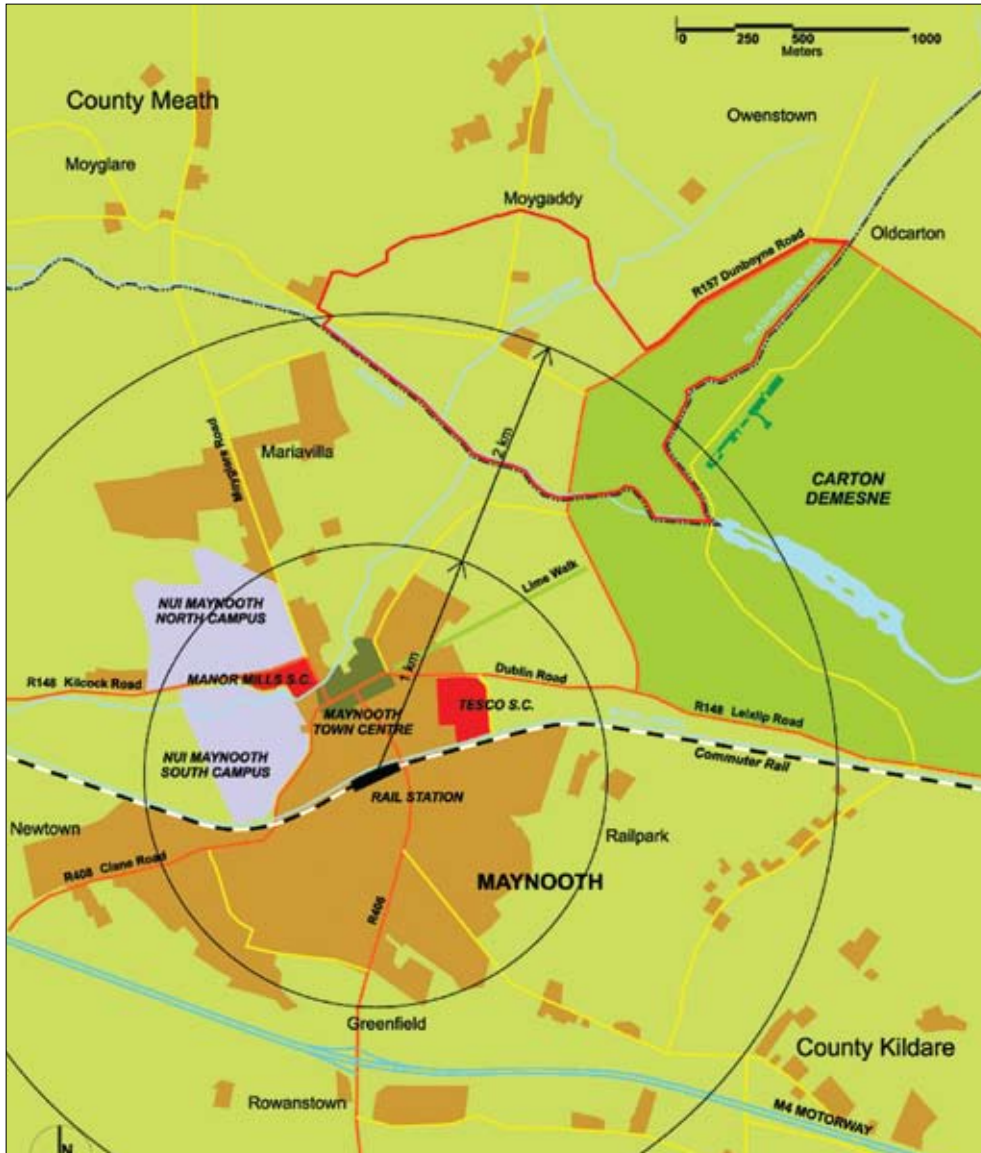 0 250 500 1000
Meters
County Meath
Owenstown
Moyglare
Moygaddy
Oldcarton
R157 Dunboyne Road
2 km
Moyglare Road
Mariavilla
CARTON
DEMESNE
Lime Walk
NUI MAYNOOTH
NORTH CAMPUS
1 km
MANOR MILLS S.C.
R148 Kilcock Road
Dublin Road
TESCO S.C.
MAYNOOTH
TOWN CENTRE
R148 Leixlip Road
NUI MAYNOOTH
SOUTH CAMPUS
Commuter Rail
RAIL STATION
Newtown
Railpark
R408 Clane Road
MAYNOOTH
R406
Greenfield
County Kildare
Rowanstown
M4 MOTORWAY
N